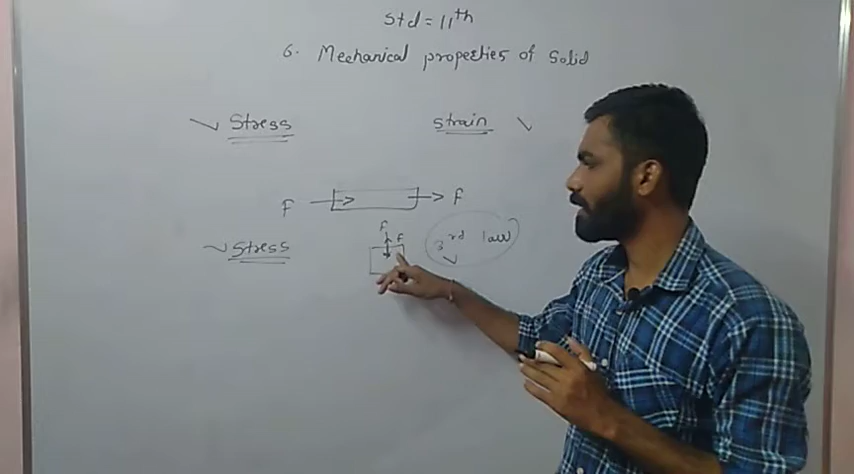 Std = 11th
6. Mechanical properties of Solid
Stress strain
F F
Stress
F F
3rd law